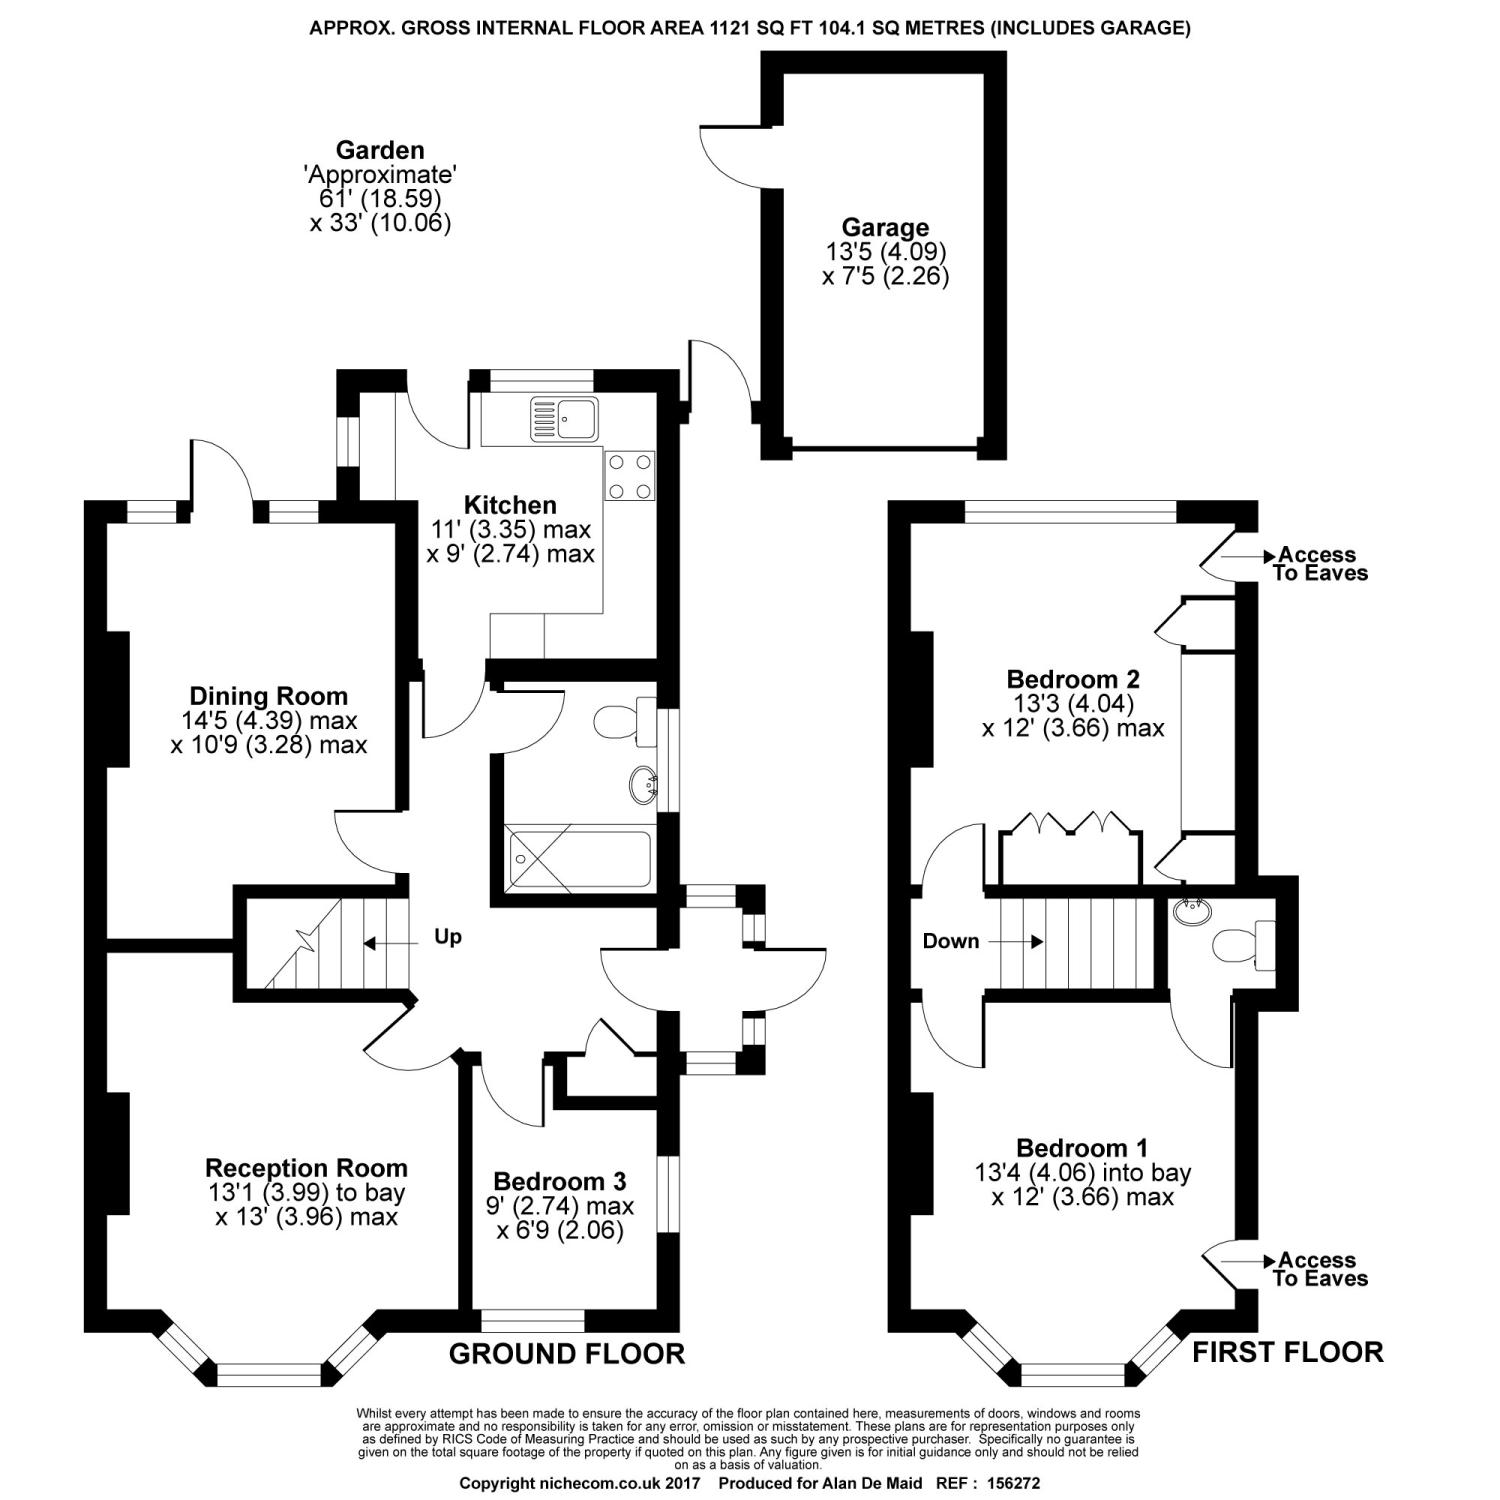 APPROX. GROSS INTERNAL FLOOR AREA 1121 SQ FT 104.1 SQ METRES (INCLUDES GARAGE)
Garden
'Approximate'
61' (18.59)
x 33' (10.06)
Garage
13'5 (4.09)
x 7'5 (2.26)
Kitchen
11' (3.35) max
x 9' (2.74) max
Dining Room
14'5 (4.39) max
x 10'9 (3.28) max
Up
Reception Room
13'1 (3.99) to bay
x 13' (3.96) max
Bedroom 3
9' (2.74) max
x 6'9 (2.06)
GROUND FLOOR
Access
To Eaves
Bedroom 2
13'3 (4.04)
x 12' (3.66) max
Down
Bedroom 1
13'4 (4.06) into bay
x 12' (3.66) max
Access
To Eaves
FIRST FLOOR
Whilst every attempt has been made to ensure the accuracy of the floor plan contained here, measurements of doors, windows and rooms
are approximate and no responsibility is taken for any error, omission or misstatement. These plans are for representation purposes only
as defined by RICS Code of Measuring Practice and should be used as such by any prospective purchaser. Specifically no guarantee is
given on the total square footage of the property if quoted on this plan. Any figure given is for initial guidance only and should not be relied
on as a basis of valuation.
Copyright nichecom.co.uk 2017 Produced for Alan De Maid REF : 156272